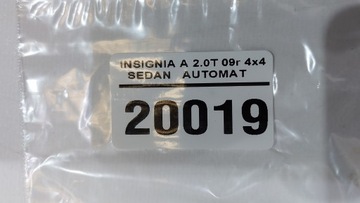 INSIGNIA A 2.0T 09r 4x4
SEDAN AUTOMAT
20019